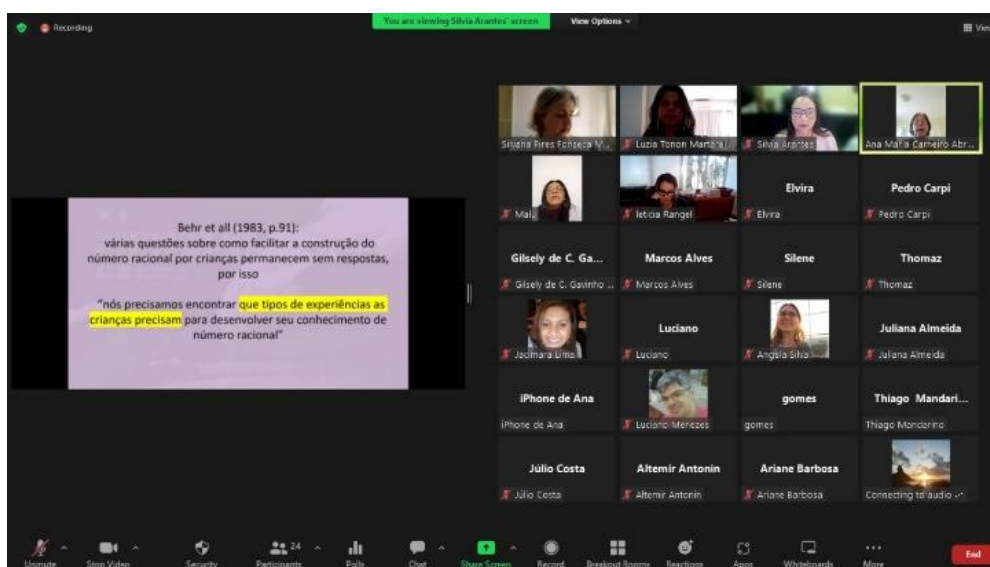 Recording
You are viewing Silvia Arantes' screen
View Options
View
Behr et all (1983, p.91):
várias questões sobre como facilitar a construção do
número racional por crianças permanecem sem respostas,
por isso
"nós precisamos encontrar que tipos de experiências as
crianças precisam para desenvolver seu conhecimento de
número racional"
Silvana Pires Fonseca M...
Luzia Tonon Martarel...
Silvia Arantes
Ana Maria Carneiro Abr...
Malu
leticia Rangel
Elvira
Elvira
Pedro Carpi
Pedro Carpi
Gilsely de C. Ga...
Gilsely de C. Gavinho ...
Marcos Alves
Marcos Alves
Silene
Silene
Thomaz
Thomaz
Jacimara Lima
Luciano
Luciano
Angela Silva
Juliana Almeida
Juliana Almeida
iPhone de Ana
iPhone de Ana
Luciano Menezes
gomes
gomes
Thiago Mandari...
Thiago Mandarino
Júlio Costa
Júlio Costa
Altemir Antonin
Altemir Antonin
Ariane Barbosa
Ariane Barbosa
Connecting to audio
Unmute
Stop Video
Security
Participants
24
Polls
Chat
Share Screen
Record
Breakout Rooms
Reactions
Apps
Whiteboards
More
End